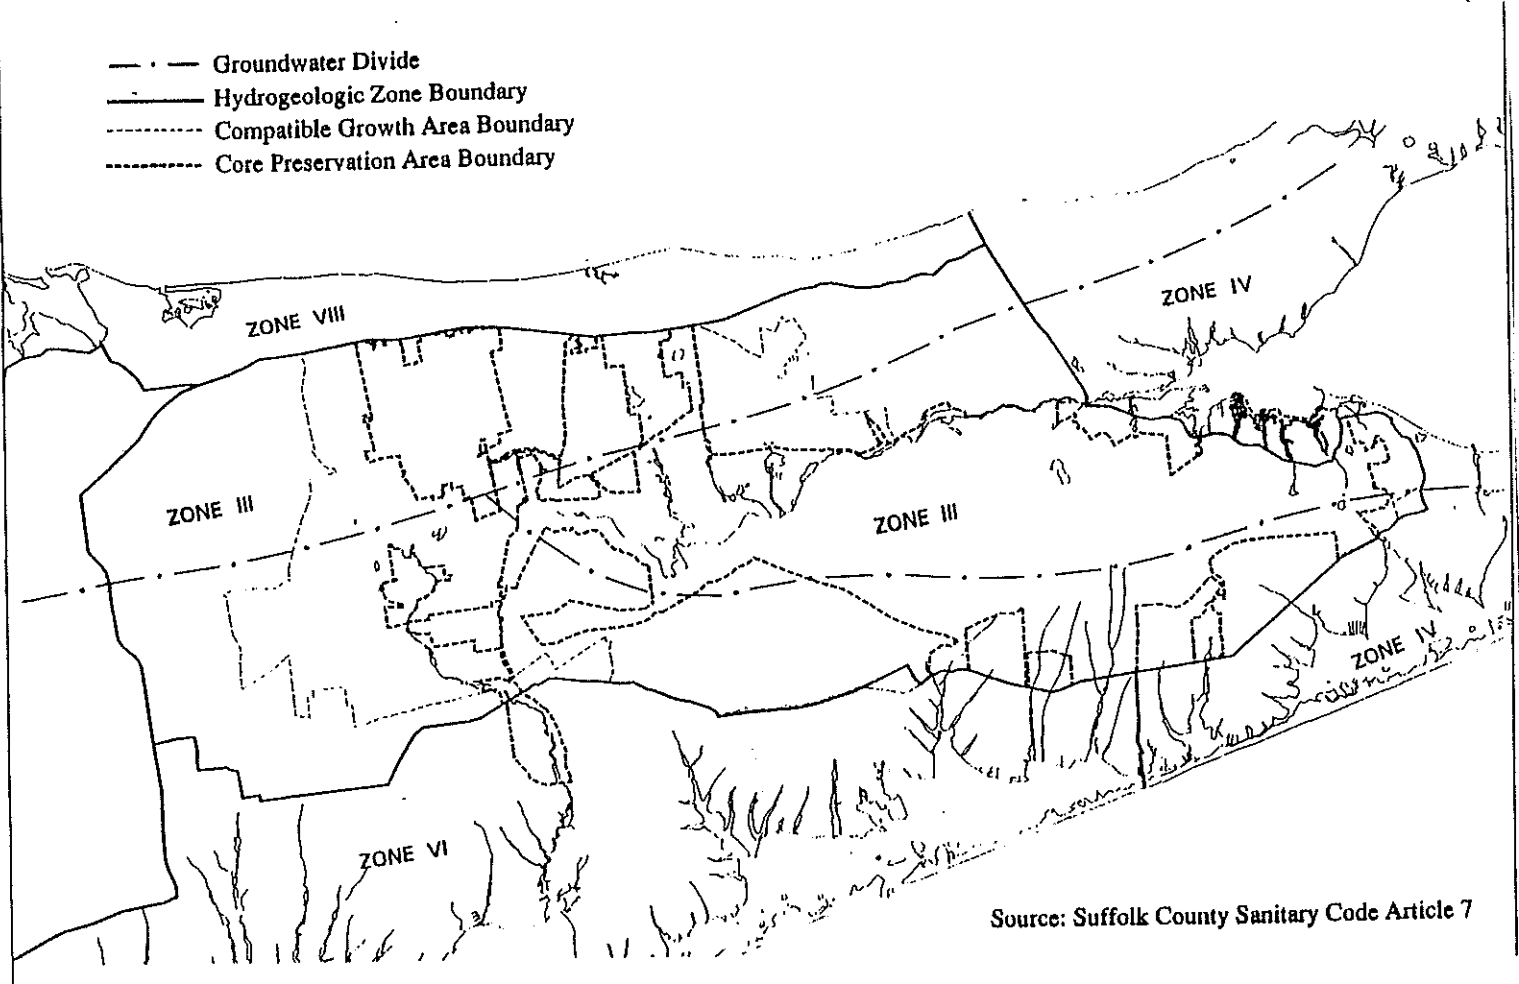 Groundwater Divide
Hydrogeologic Zone Boundary
Compatible Growth Area Boundary
Core Preservation Area Boundary
ZONE VIII
ZONE IV
ZONE III
ZONE III
ZONE IV
ZONE VI
Source: Suffolk County Sanitary Code Article 7